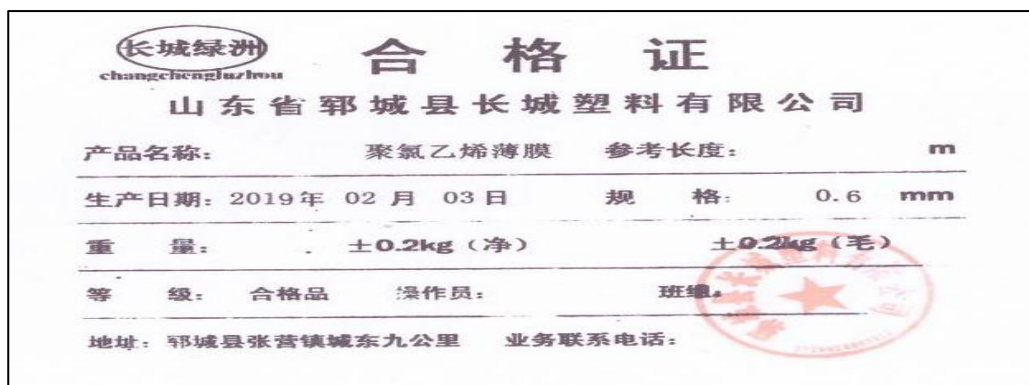 长城绿洲
changchengluzhou
合格证
山东省郓城县长城塑料有限公司
产品名称： 聚氯乙烯薄膜 参考长度： m
生产日期：2019年 02月 03日 规 格： 0.6 mm
重 量： ±0.2kg（净） ±0.2kg（毛）
等 级： 合格品 操作员： 班组：
地址：郓城县张营镇城东九公里 业务联系电话：